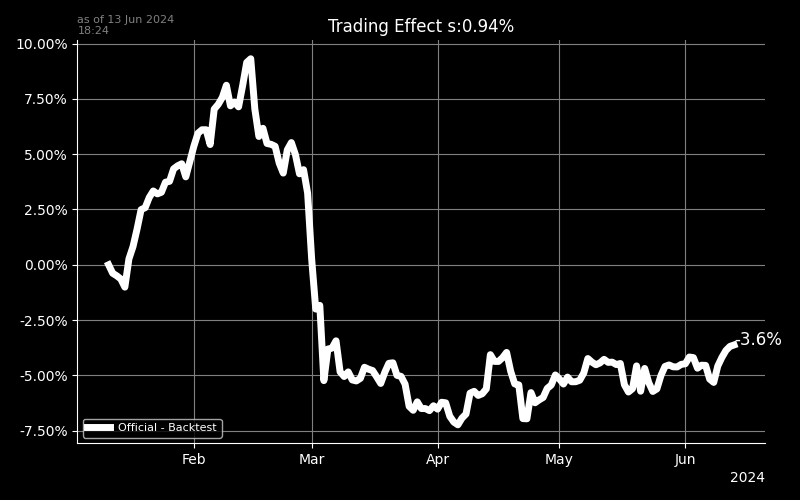 as of 13 Jun 2024
18:24
Trading Effect s:0.94%
10.00%
7.50%
5.00%
2.50%
0.00%
-2.50%
-5.00%
-7.50%
-3.6%
Official - Backtest
Feb Mar Apr May Jun
2024